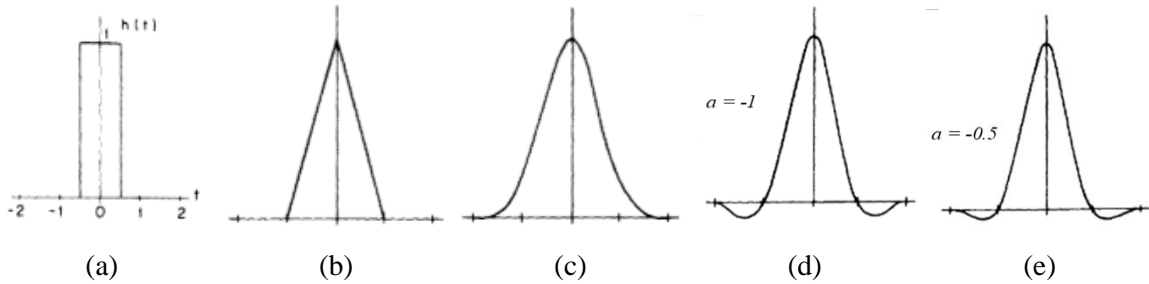 h(t)
1
t
-2 -1 0 1 2
a = -1
a = -0.5
(a) (b) (c) (d) (e)